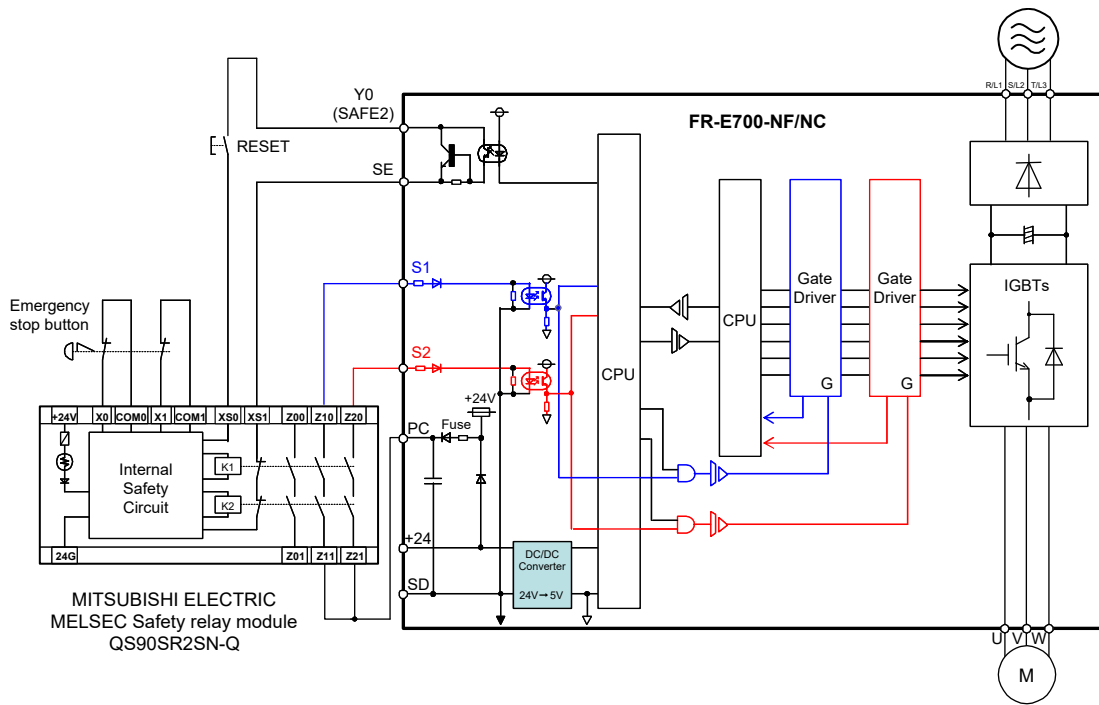 R/L1 S/L2 T/L3
Y0
(SAFE2)
FR-E700-NF/NC
RESET
SE
S1
Emergency
stop button
S2
Gate
Driver
Gate
Driver
IGBTs
CPU
CPU
G
G
+24V
Fuse
PC
+24V X0 COM0 X1 COM1 XS0 XS1 Z00 Z10 Z20
K1
K2
Internal
Safety
Circuit
24G Z01 Z11 Z21
+24
DC/DC
Converter
24V→5V
SD
MITSUBISHI ELECTRIC
MELSEC Safety relay module
QS90SR2SN-Q
U V W
M